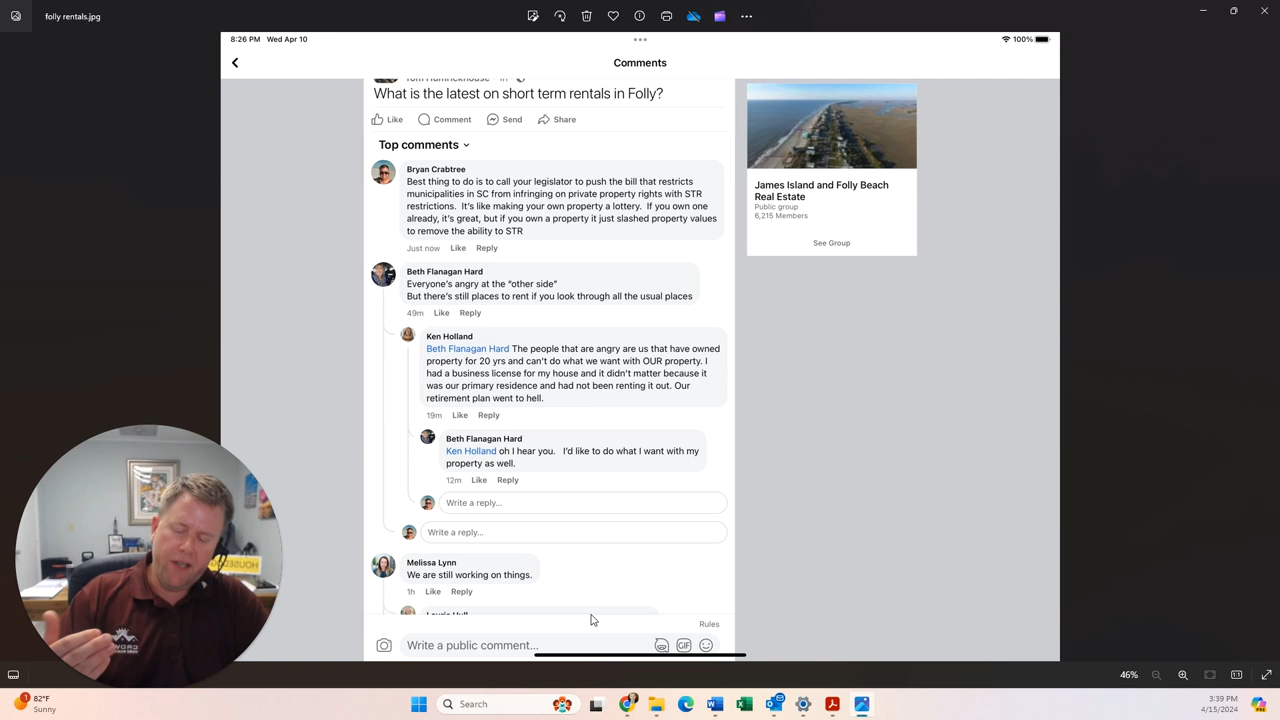 folly rentals.jpg
8:26 PM Wed Apr 10
100%
Comments
What is the latest on short term rentals in Folly?
Like Comment Send Share
Top comments
Bryan Crabtree
Best thing to do is to call your legislator to push the bill that restricts
municipalities in SC from infringing on private property rights with STR
restrictions. It's like making your own property a lottery. If you own one
already, it's great, but if you own a property it just slashed property values
to remove the ability to STR
Just now Like Reply
Beth Flanagan Hard
Everyone's angry at the "other side"
But there's still places to rent if you look through all the usual places
49m Like Reply
Ken Holland
Beth Flanagan Hard The people that are angry are us that have owned
property for 20 yrs and can't do what we want with OUR property. I
had a business license for my house and it didn't matter because it
was our primary residence and had not been renting it out. Our
retirement plan went to hell.
19m Like Reply
Beth Flanagan Hard
Ken Holland oh I hear you. I'd like to do what I want with my
property as well.
12m Like Reply
Write a reply...
Write a reply...
Melissa Lynn
We are still working on things.
1h Like Reply
Rules
Write a public comment...
GIF
James Island and Folly Beach
Real Estate
Public group
6,215 Members
See Group
46%
1
82°F
Sunny
Search
3:39 PM
4/15/2024